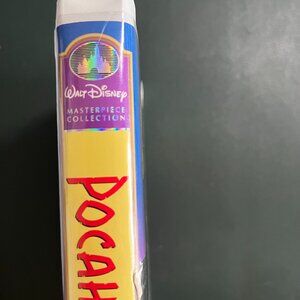 WALT DISNEY
MASTERPIECE
COLLECTION
POCAH